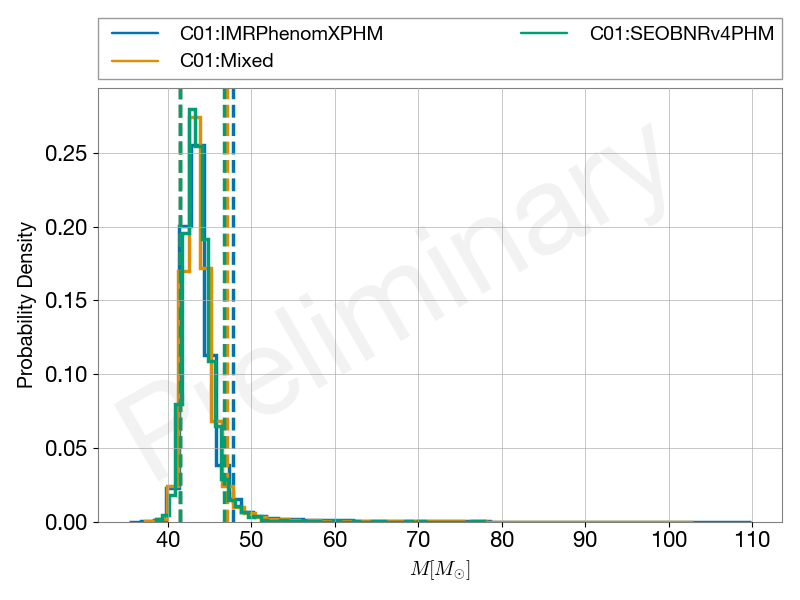 C01:IMRPhenomXPHM
C01:Mixed
C01:SEOBNRv4PHM
Preliminary
Probability Density
0.25
0.20
0.15
0.10
0.05
0.00
40 50 60 70 80 90 100 110
M[M⊙]